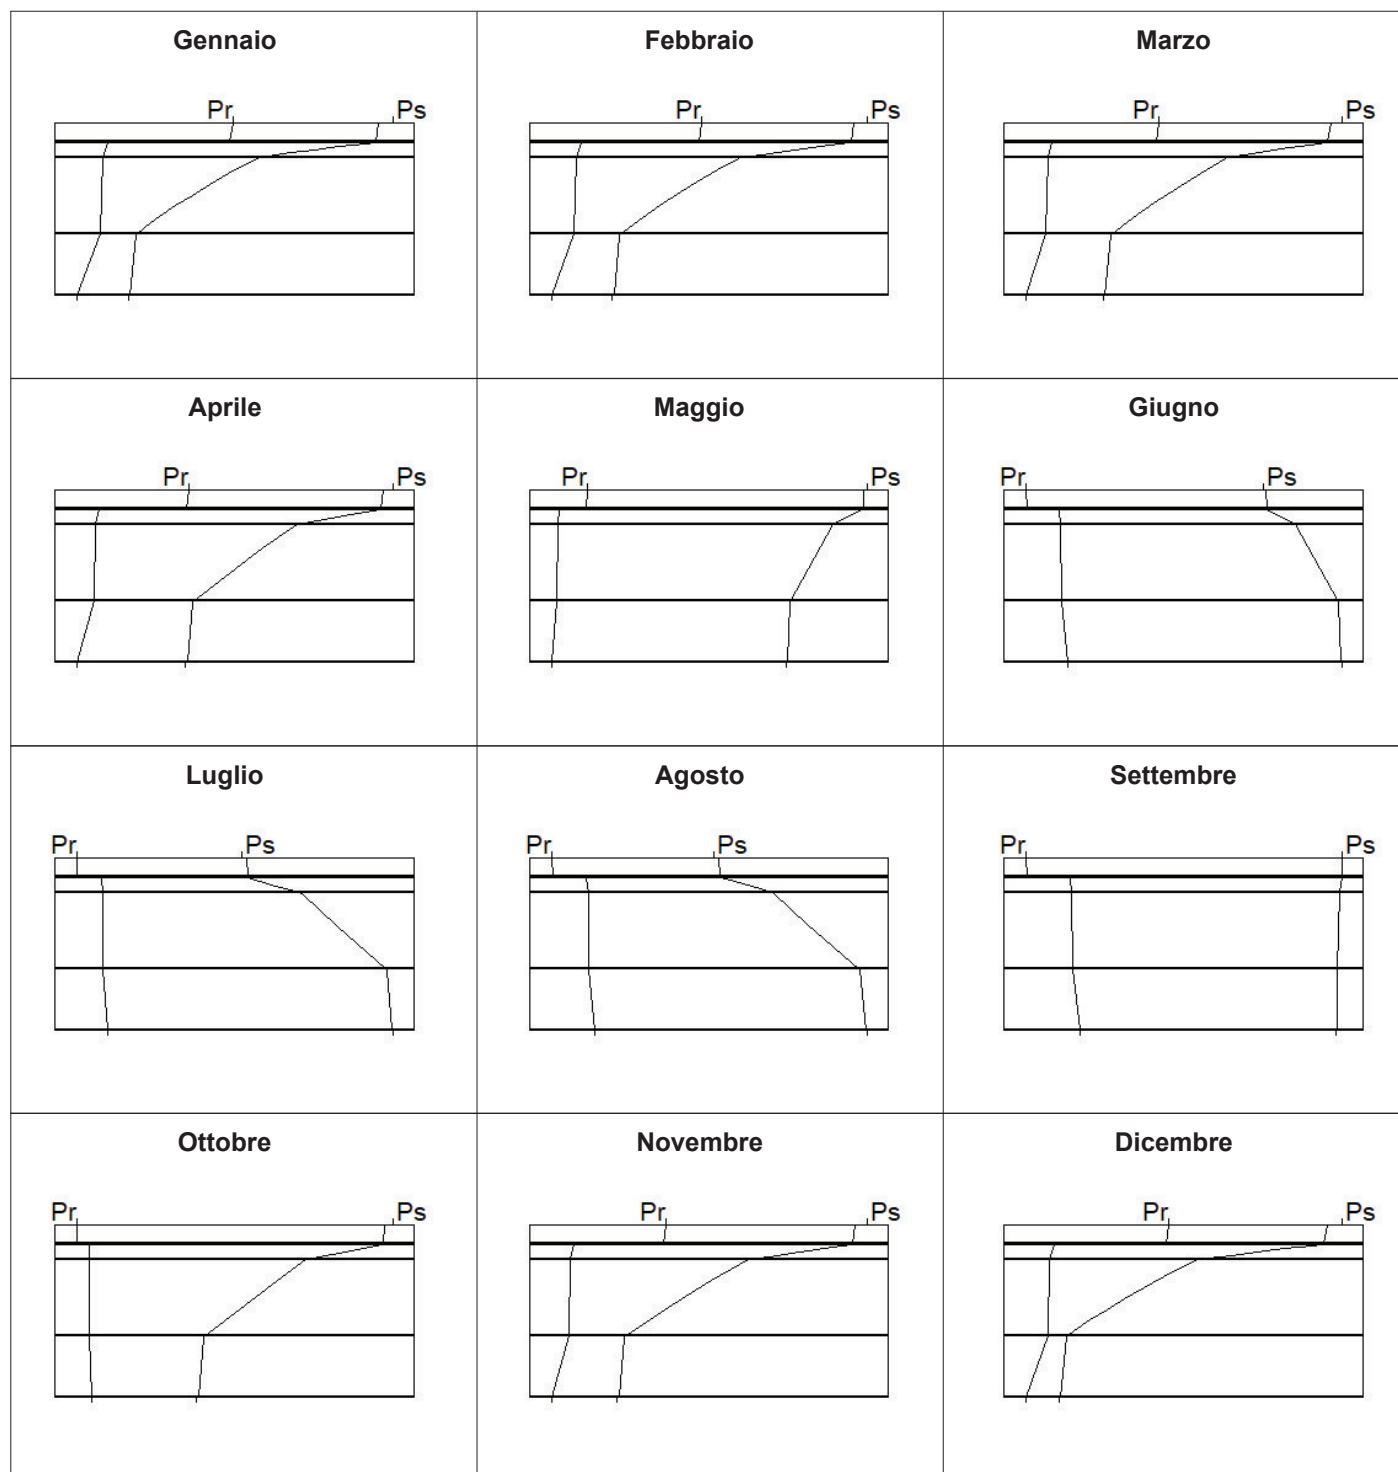 Gennaio Febbraio Marzo
Pr Ps Pr Ps Pr Ps
Aprile Maggio Giugno
Pr Ps Pr Ps Pr Ps
Luglio Agosto Settembre
Pr Ps Pr Ps Pr Ps
Ottobre Novembre Dicembre
Pr Ps Pr Ps Pr Ps